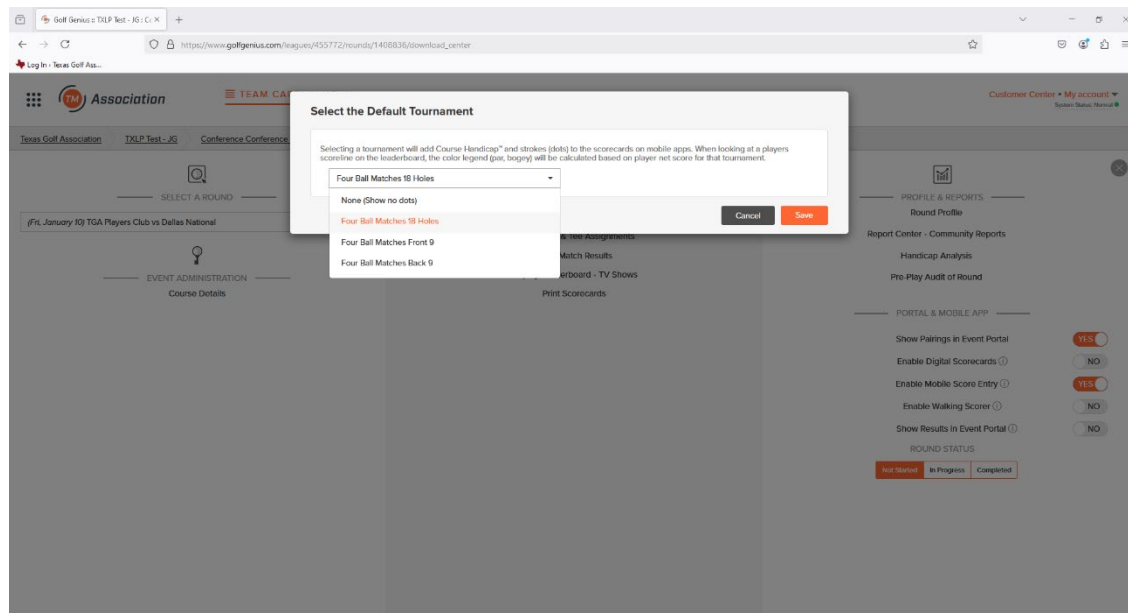 Golf Genius :: TXLP Test - JG : Co
https://www.golfgenius.com/leagues/455772/rounds/1408836/download_center
Log In ‹ Texas Golf Ass...
TM Association
TEAM CA
Customer Center • My account
System Status: Normal
Texas Golf Association
TXLP Test - JG
Conference Conference
Select the Default Tournament
Selecting a tournament will add Course Handicap™ and strokes (dots) to the scorecards on mobile apps. When looking at a players
scoreline on the leaderboard, the color legend (par, bogey) will be calculated based on player net score for that tournament.
Four Ball Matches 18 Holes
None (Show no dots)
Four Ball Matches 18 Holes
Four Ball Matches Front 9
Four Ball Matches Back 9
Cancel
Save
SELECT A ROUND
(Fri, January 10) TGA Players Club vs Dallas National
EVENT ADMINISTRATION
Course Details
& Tee Assignments
Match Results
erboard - TV Shows
Print Scorecards
PROFILE & REPORTS
Round Profile
Report Center - Community Reports
Handicap Analysis
Pre-Play Audit of Round
PORTAL & MOBILE APP
Show Pairings in Event Portal YES
Enable Digital Scorecards NO
Enable Mobile Score Entry YES
Enable Walking Scorer NO
Show Results in Event Portal NO
ROUND STATUS
Not Started In Progress Completed